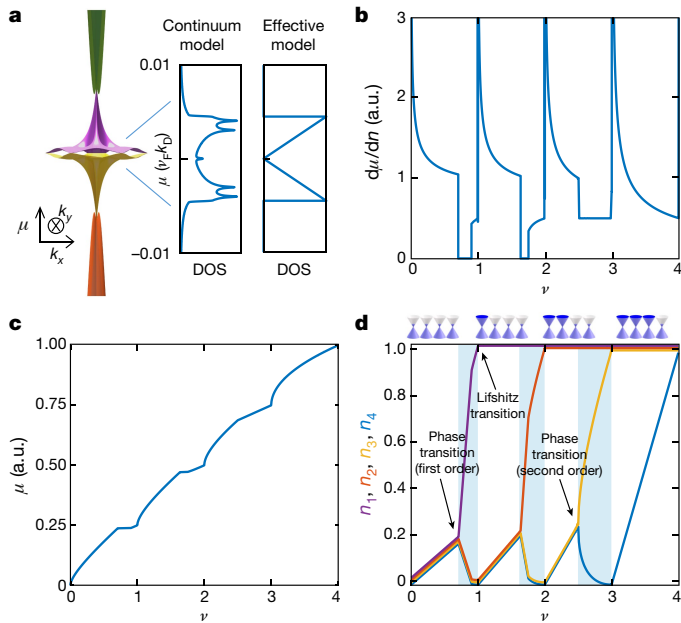 a
Continuum
model
Effective
model
0.01
μ (νFkD)
−0.01
DOS
DOS
μ
ky
kx
b
3
2
1
0
dμ/dn (a.u.)
0
1
2
3
4
ν
c
1.00
0.75
0.50
0.25
0
μ (a.u.)
0
1
2
3
4
ν
d
1.0
0.8
0.6
0.4
0.2
0
n1, n2, n3, n4
Lifshitz
transition
Phase
transition
(first order)
Phase
transition
(second order)
0
1
2
3
4
ν